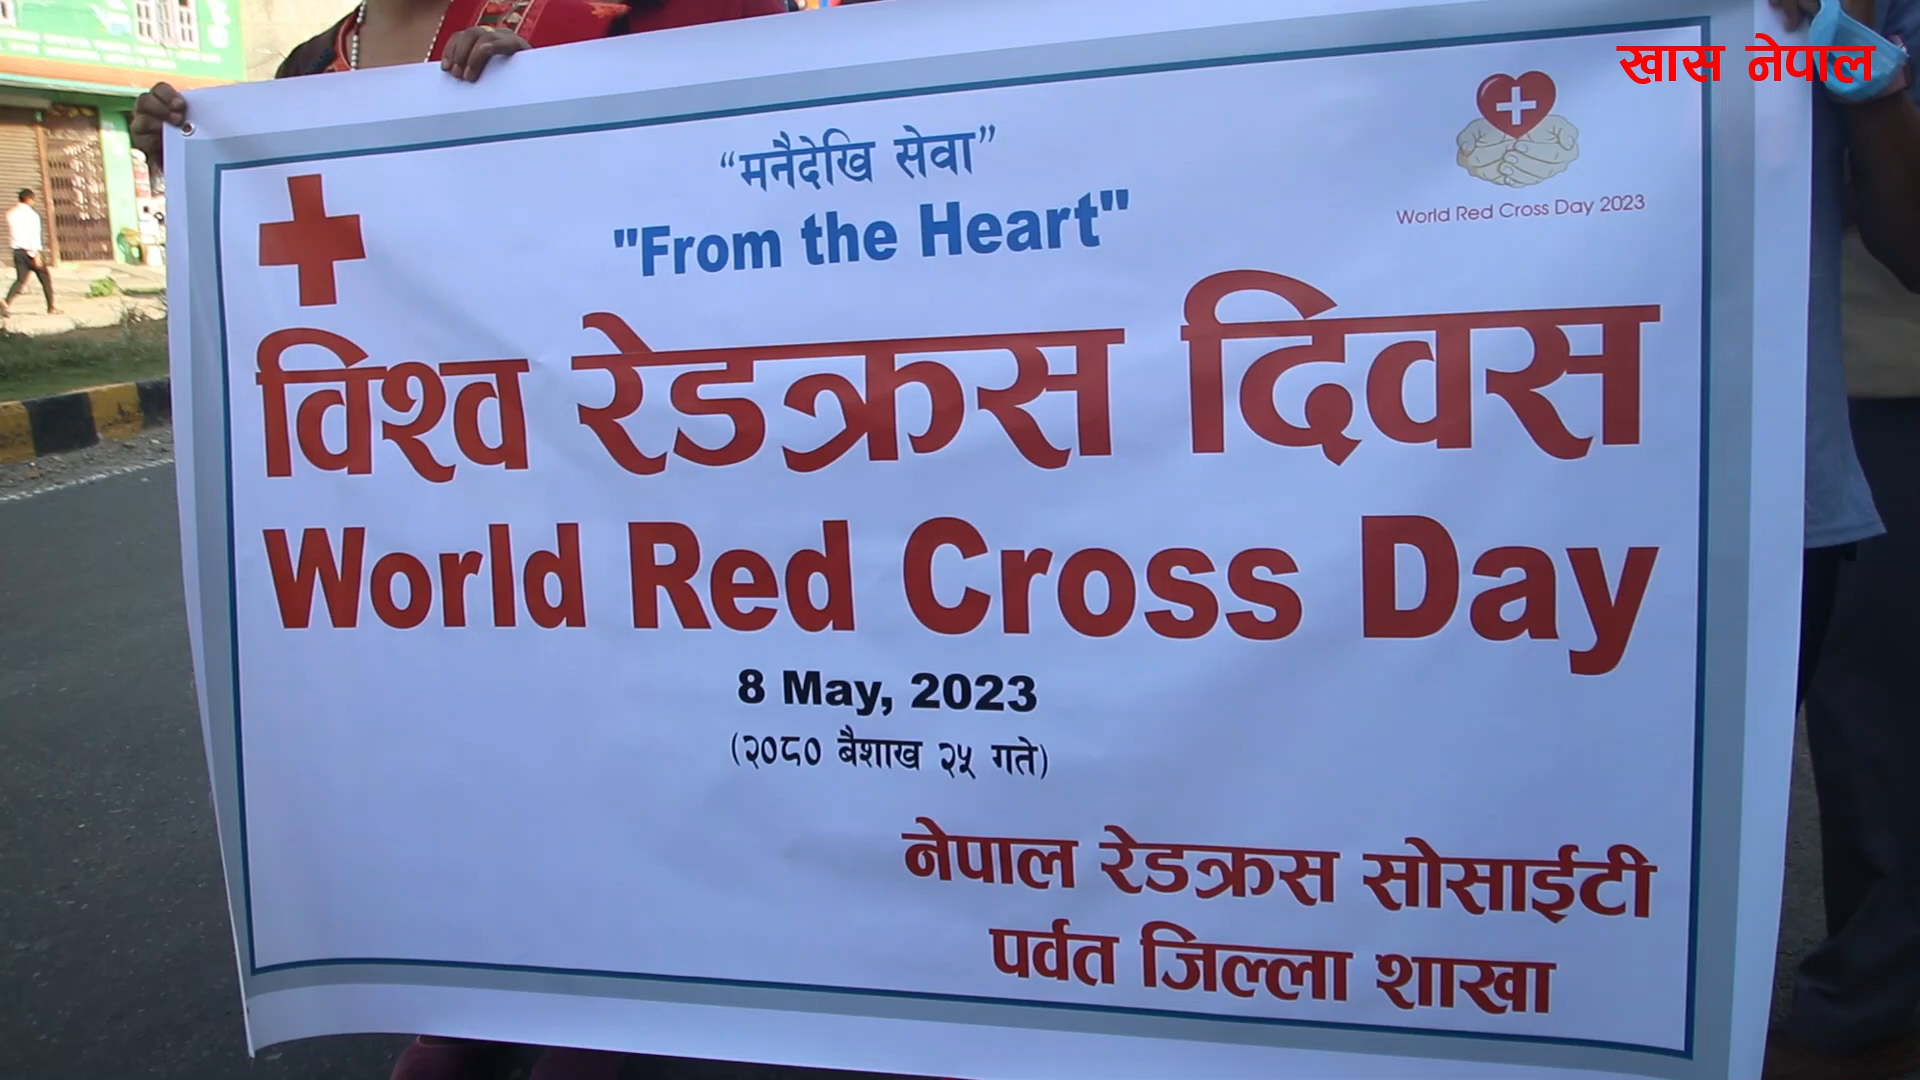 खास नेपाल
“मनैदेखि सेवा”
"From the Heart"
World Red Cross Day 2023
विश्व रेडक्रस दिवस
World Red Cross Day
8 May, 2023
(२०८० बैशाख २५ गते)
नेपाल रेडक्रस सोसाईटी
पर्वत जिल्ला शाखा